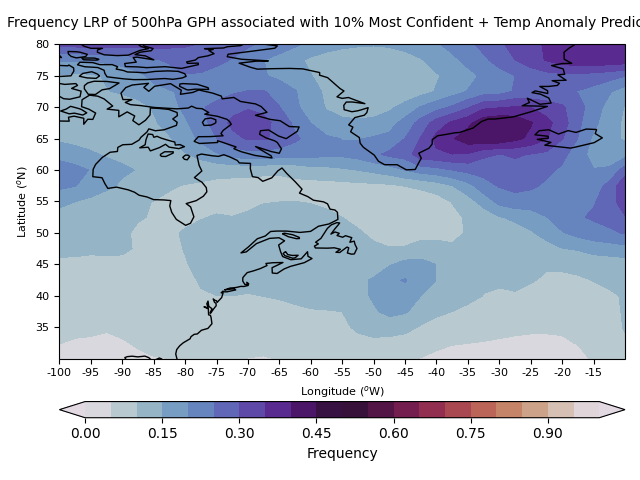 Frequency LRP of 500hPa GPH associated with 10% Most Confident + Temp Anomaly
80
75
70
65
60
55
50
45
40
35
Latitude (°N)
-100 -95 -90 -85 -80 -75 -70 -65 -60 -55 -50 -45 -40 -35 -30 -25 -20 -15
Longitude (°W)
0.00 0.15 0.30 0.45 0.60 0.75 0.90
Frequency